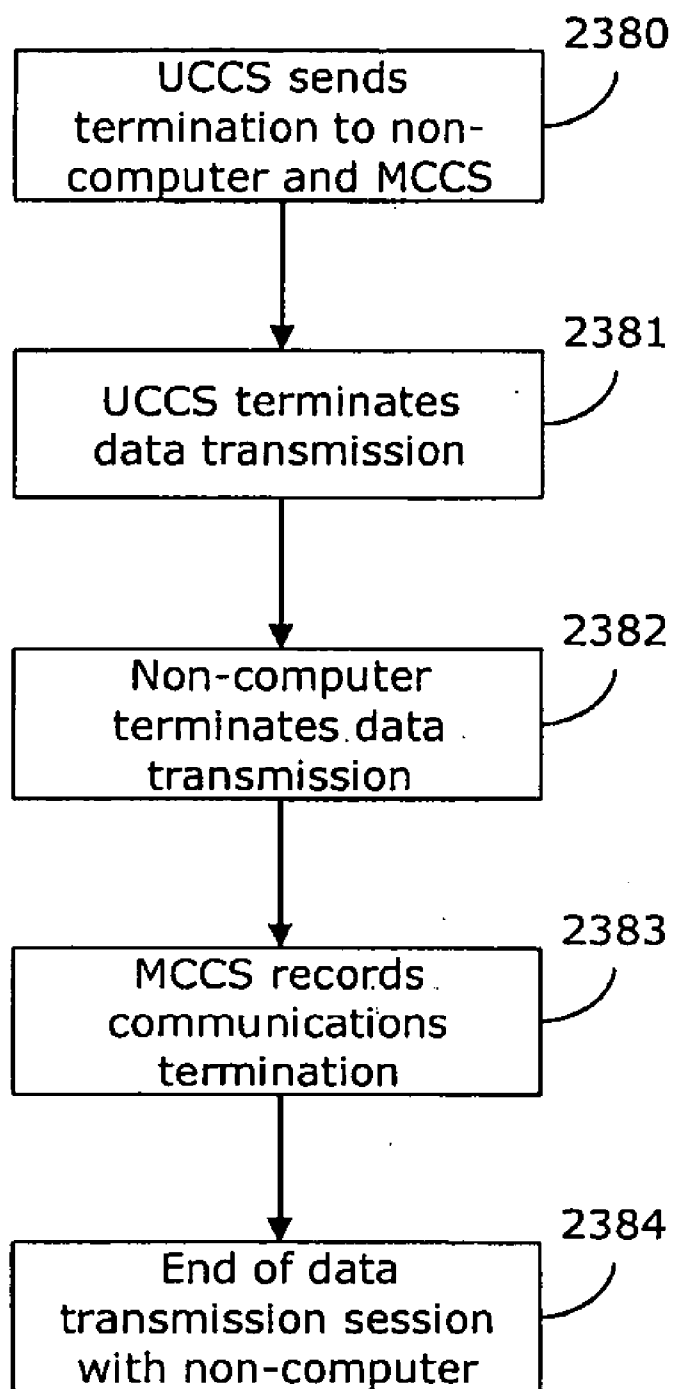 2380
UCCS sends
termination to non-
computer and MCCS
2381
UCCS terminates
data transmission
2382
Non-computer
terminates data
transmission
2383
MCCS records
communications
termination
2384
End of data
transmission session
with non-computer